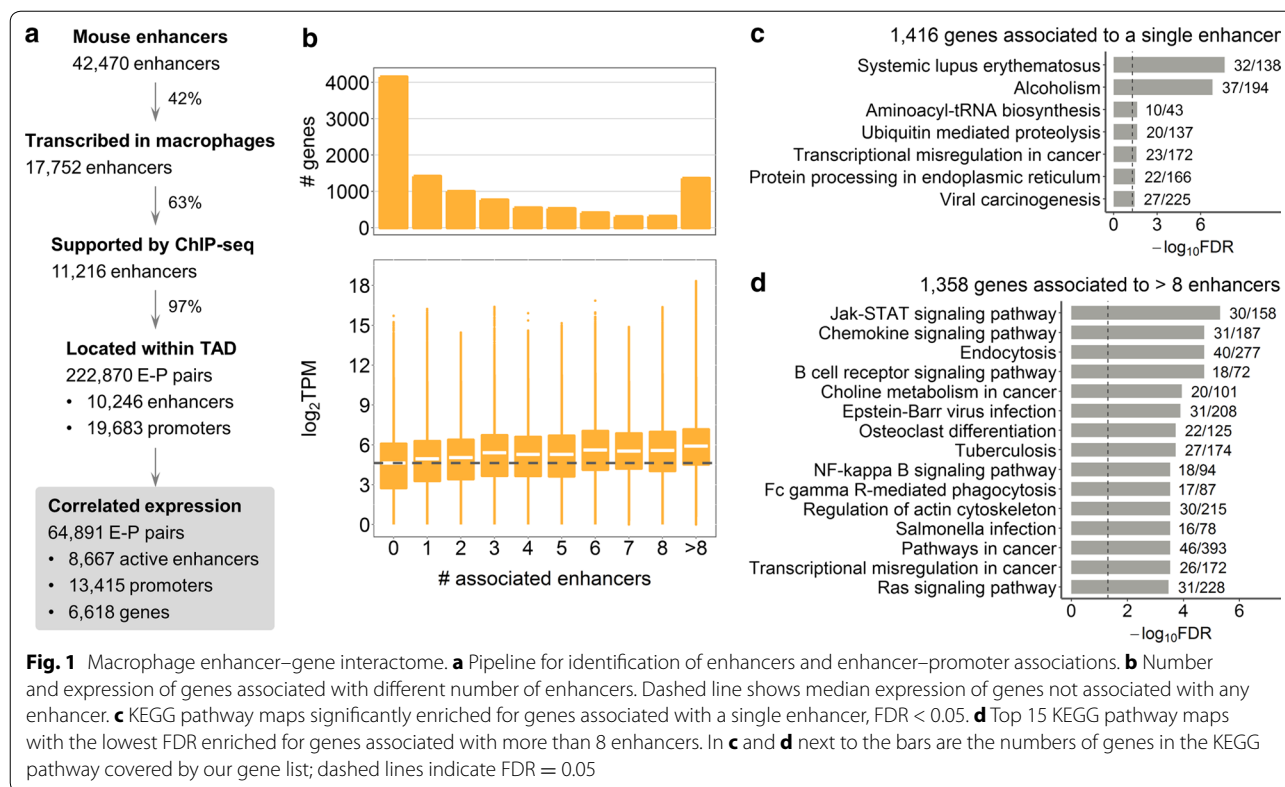 a
Mouse enhancers
42,470 enhancers
42%
Transcribed in macrophages
17,752 enhancers
63%
Supported by ChIP-seq
11,216 enhancers
97%
Located within TAD
222,870 E-P pairs
• 10,246 enhancers
• 19,683 promoters
Correlated expression
64,891 E-P pairs
• 8,667 active enhancers
• 13,415 promoters
• 6,618 genes
b
# genes
4000
3000
2000
1000
0
log2TPM
18
15
12
9
6
3
0
0 1 2 3 4 5 6 7 8 >8
# associated enhancers
c
1,416 genes associated to a single enhancer
Systemic lupus erythematosus 32/138
Alcoholism 37/194
Aminoacyl-tRNA biosynthesis 10/43
Ubiquitin mediated proteolysis 20/137
Transcriptional misregulation in cancer 23/172
Protein processing in endoplasmic reticulum 22/166
Viral carcinogenesis 27/225
0 3 6
−log10FDR
d
1,358 genes associated to > 8 enhancers
Jak-STAT signaling pathway 30/158
Chemokine signaling pathway 31/187
Endocytosis 40/277
B cell receptor signaling pathway 18/72
Choline metabolism in cancer 20/101
Epstein-Barr virus infection 31/208
Osteoclast differentiation 22/125
Tuberculosis 27/174
NF-kappa B signaling pathway 18/94
Fc gamma R-mediated phagocytosis 17/87
Regulation of actin cytoskeleton 30/215
Salmonella infection 16/78
Pathways in cancer 46/393
Transcriptional misregulation in cancer 26/172
Ras signaling pathway 31/228
0 2 4 6
−log10FDR
Fig. 1 Macrophage enhancer–gene interactome. a Pipeline for identification of enhancers and enhancer–promoter associations. b Number
and expression of genes associated with different number of enhancers. Dashed line shows median expression of genes not associated with any
enhancer. c KEGG pathway maps significantly enriched for genes associated with a single enhancer, FDR < 0.05. d Top 15 KEGG pathway maps
with the lowest FDR enriched for genes associated with more than 8 enhancers. In c and d next to the bars are the numbers of genes in the KEGG
pathway covered by our gene list; dashed lines indicate FDR = 0.05